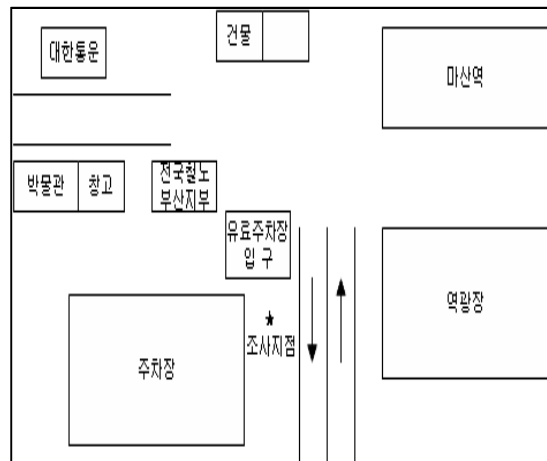 대한통운
건물
마산역
박물관
창고
전국철노
부산지부
유료주차장
입 구
역광장
★
조사지점
주차장